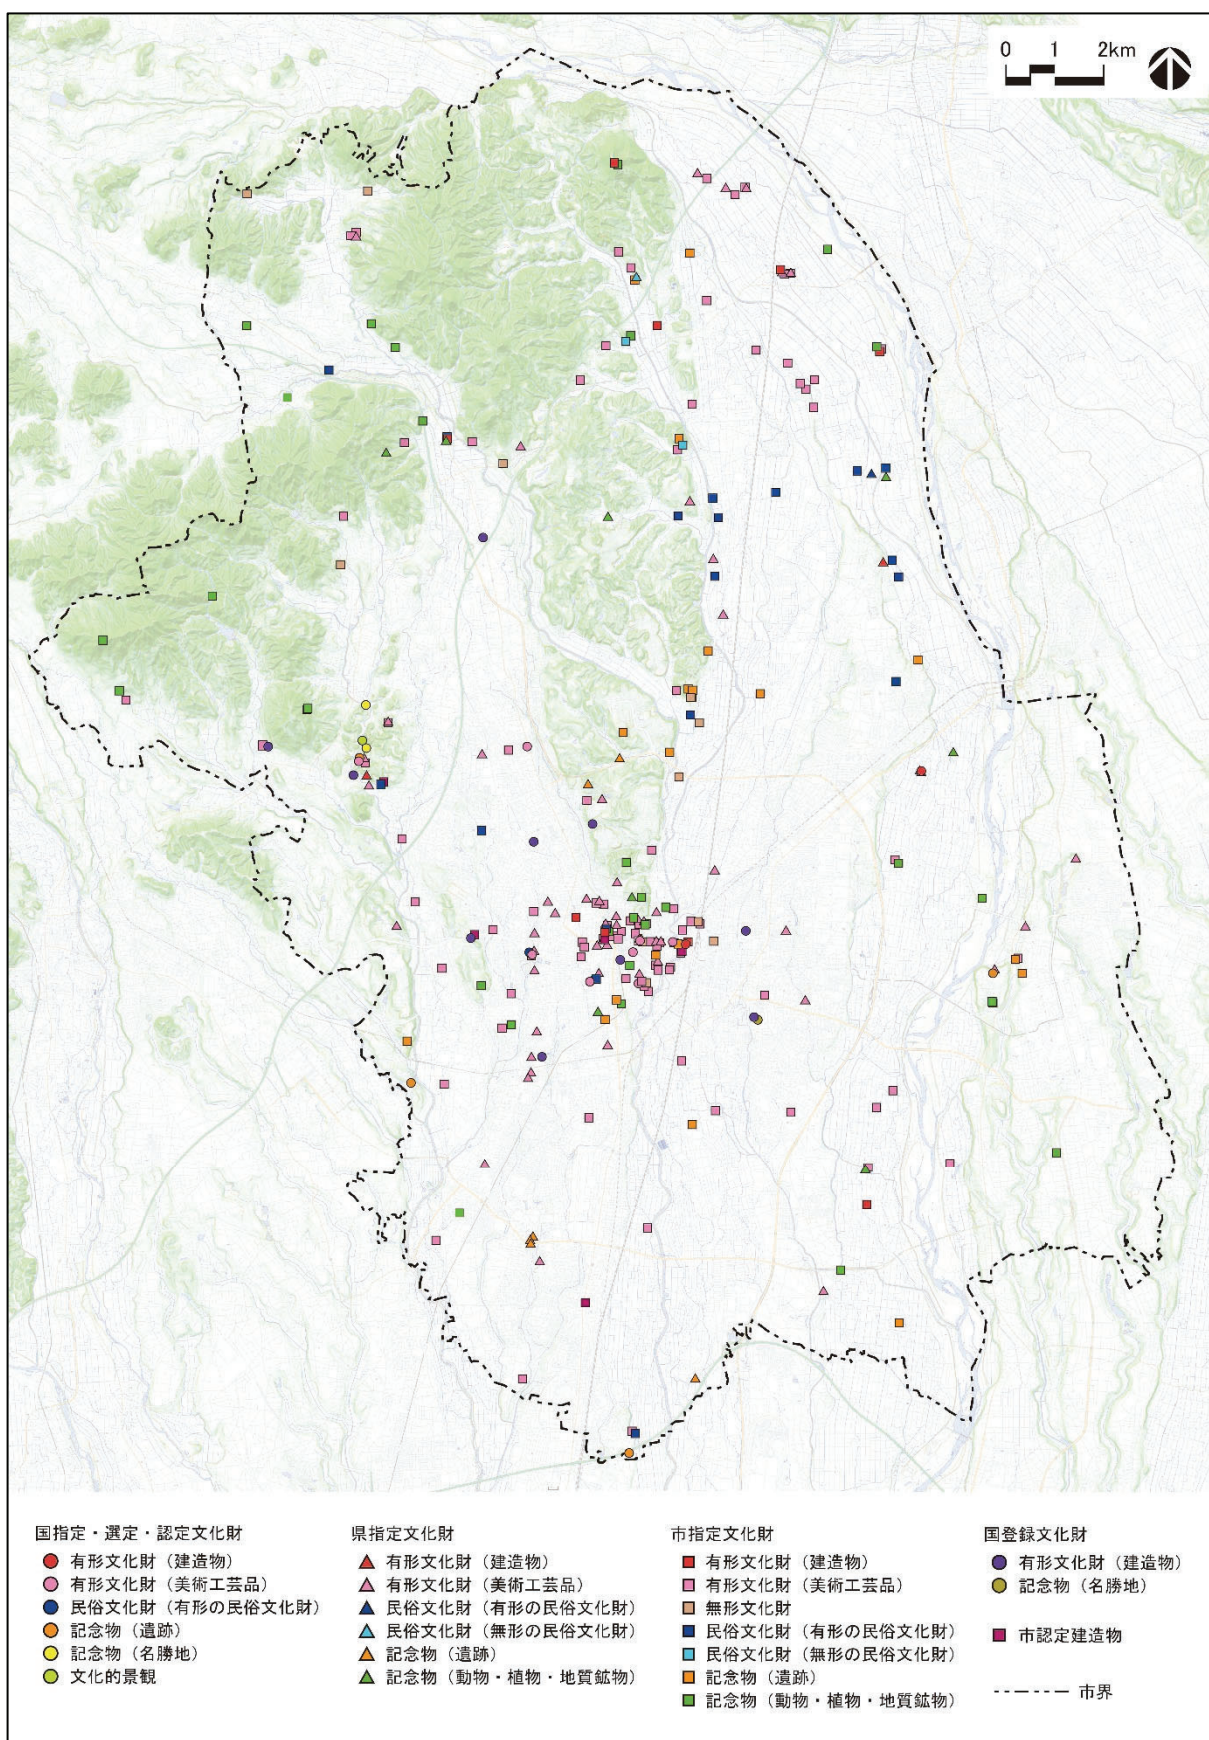 0 1 2km
国指定・選定・認定文化財
有形文化財（建造物）
有形文化財（美術工芸品）
民俗文化財（有形の民俗文化財）
記念物（遺跡）
記念物（名勝地）
文化的景観
県指定文化財
有形文化財（建造物）
有形文化財（美術工芸品）
民俗文化財（有形の民俗文化財）
民俗文化財（無形の民俗文化財）
記念物（遺跡）
記念物（動物・植物・地質鉱物）
市指定文化財
有形文化財（建造物）
有形文化財（美術工芸品）
無形文化財
民俗文化財（有形の民俗文化財）
民俗文化財（無形の民俗文化財）
記念物（遺跡）
記念物（動物・植物・地質鉱物）
国登録文化財
有形文化財（建造物）
記念物（名勝地）
市認定建造物
市界